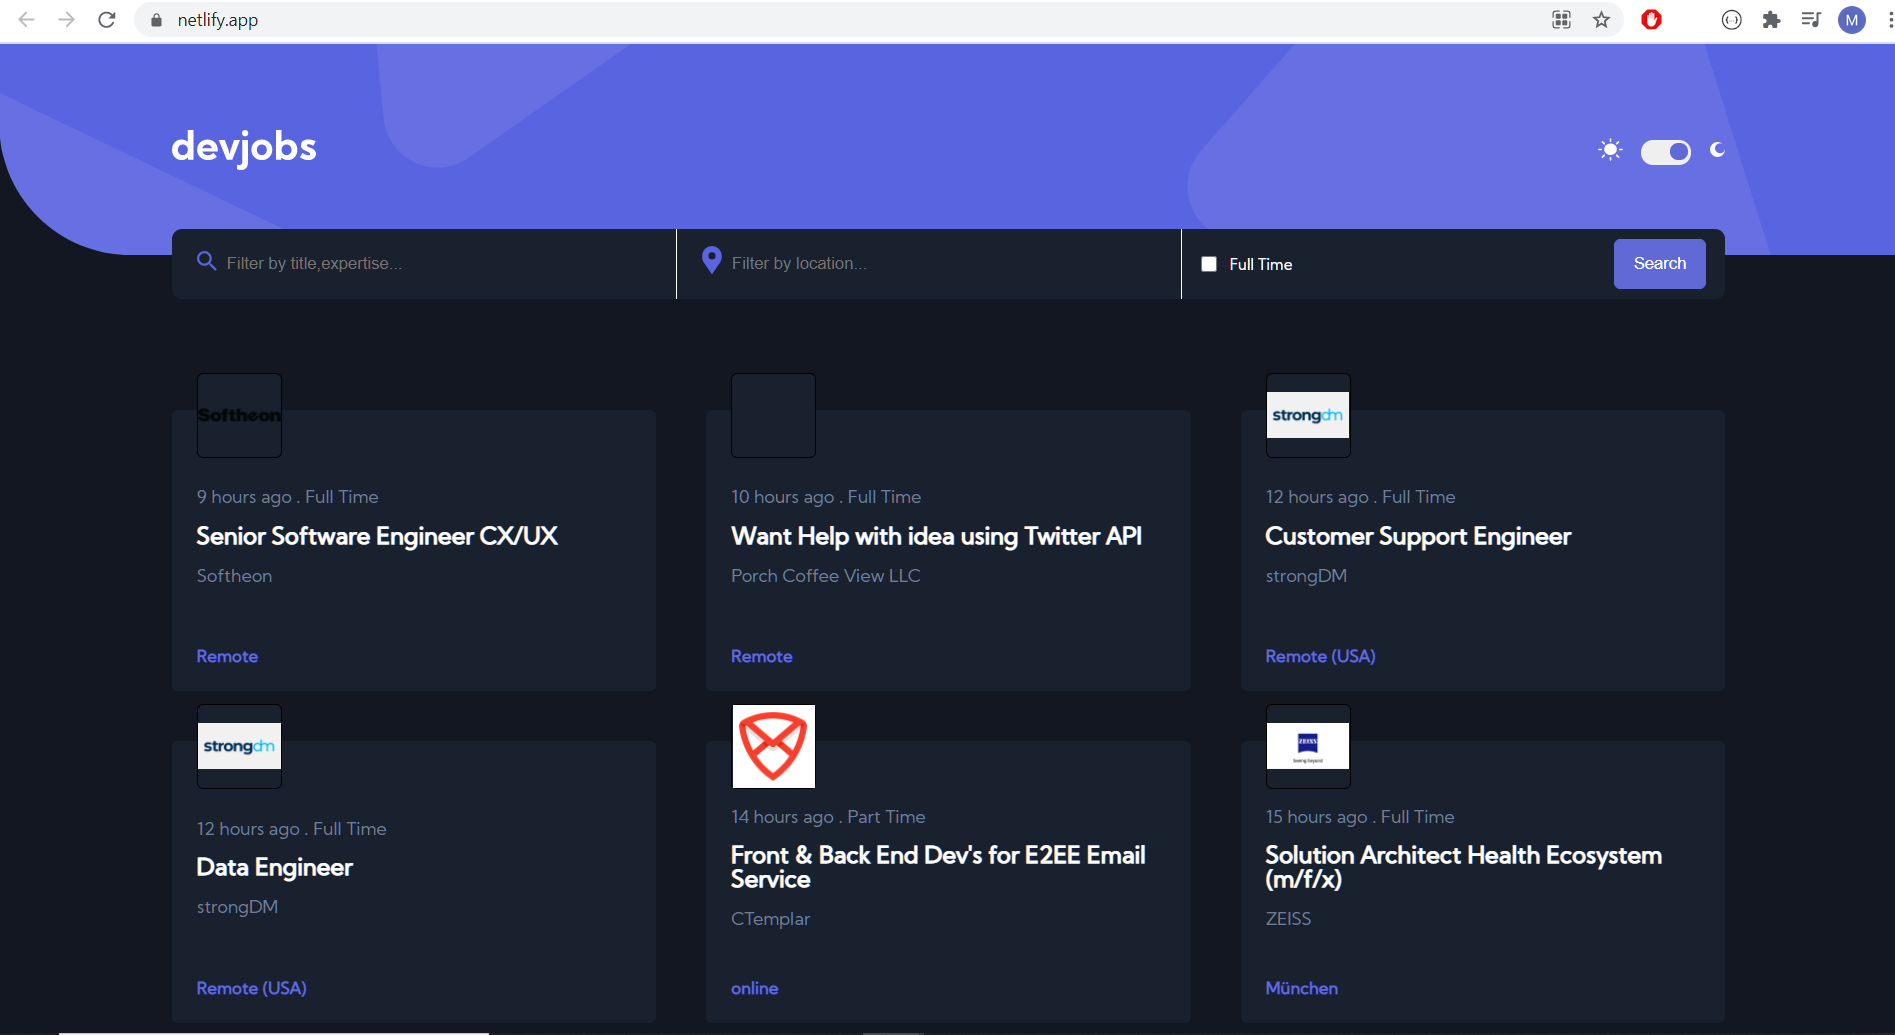 netlify.app
M
devjobs
Filter by title,expertise...
Filter by location...
Full Time
Search
Softheon
strongdm
9 hours ago . Full Time
10 hours ago . Full Time
12 hours ago . Full Time
Senior Software Engineer CX/UX
Want Help with idea using Twitter API
Customer Support Engineer
Softheon
Porch Coffee View LLC
strongDM
Remote
Remote
Remote (USA)
strongdm
ZEISS
Seeing beyond
12 hours ago . Full Time
14 hours ago . Part Time
15 hours ago . Full Time
Data Engineer
Front & Back End Dev's for E2EE Email
Service
Solution Architect Health Ecosystem
(m/f/x)
strongDM
CTemplar
ZEISS
Remote (USA)
online
München